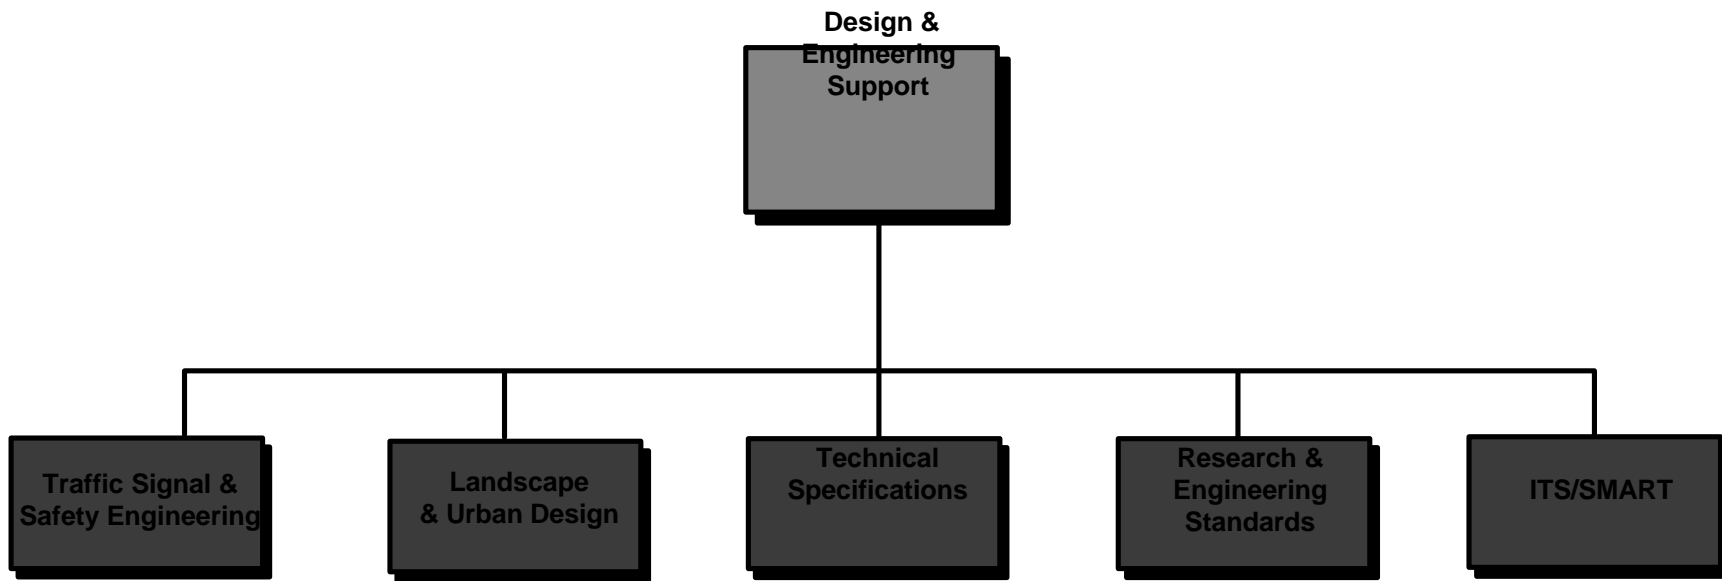 Design &
Engineering
Support
Traffic Signal &
Safety Engineering
Landscape
& Urban Design
Technical
Specifications
Research &
Engineering
Standards
ITS/SMART